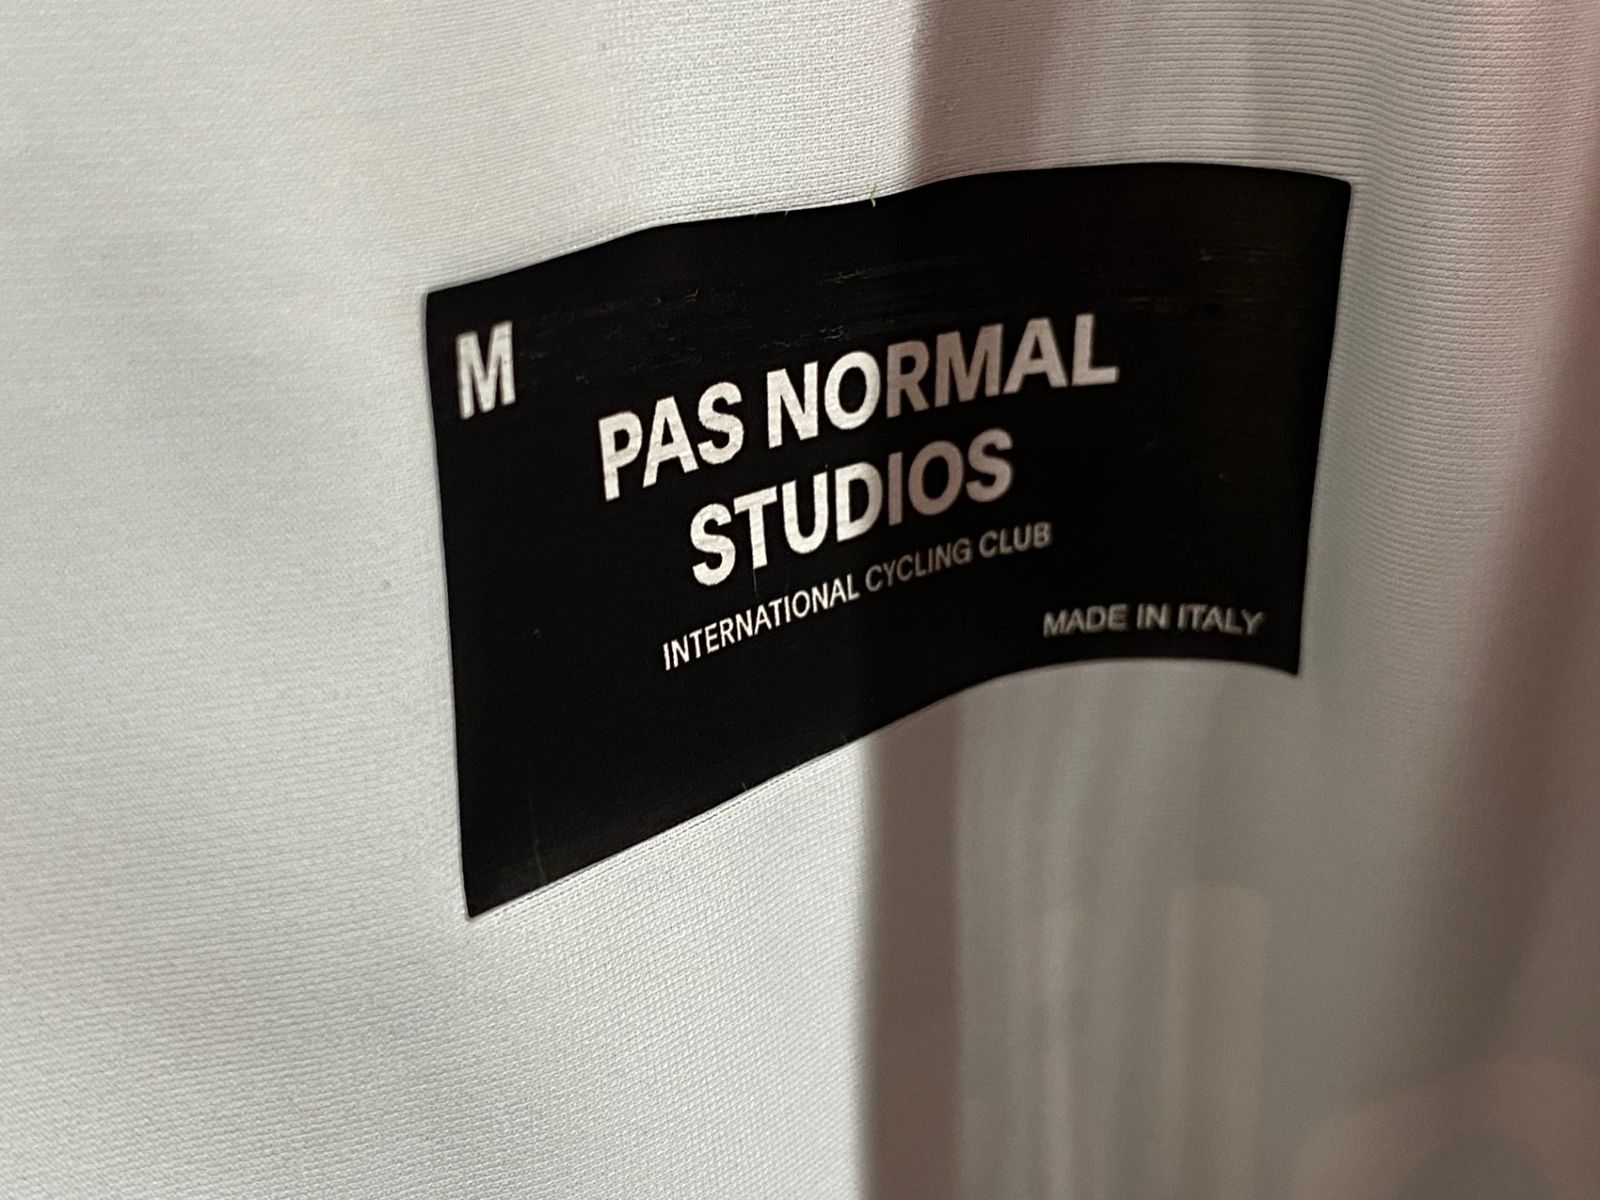 M
PAS NORMAL
STUDIOS
INTERNATIONAL CYCLING CLUB
MADE IN ITALY